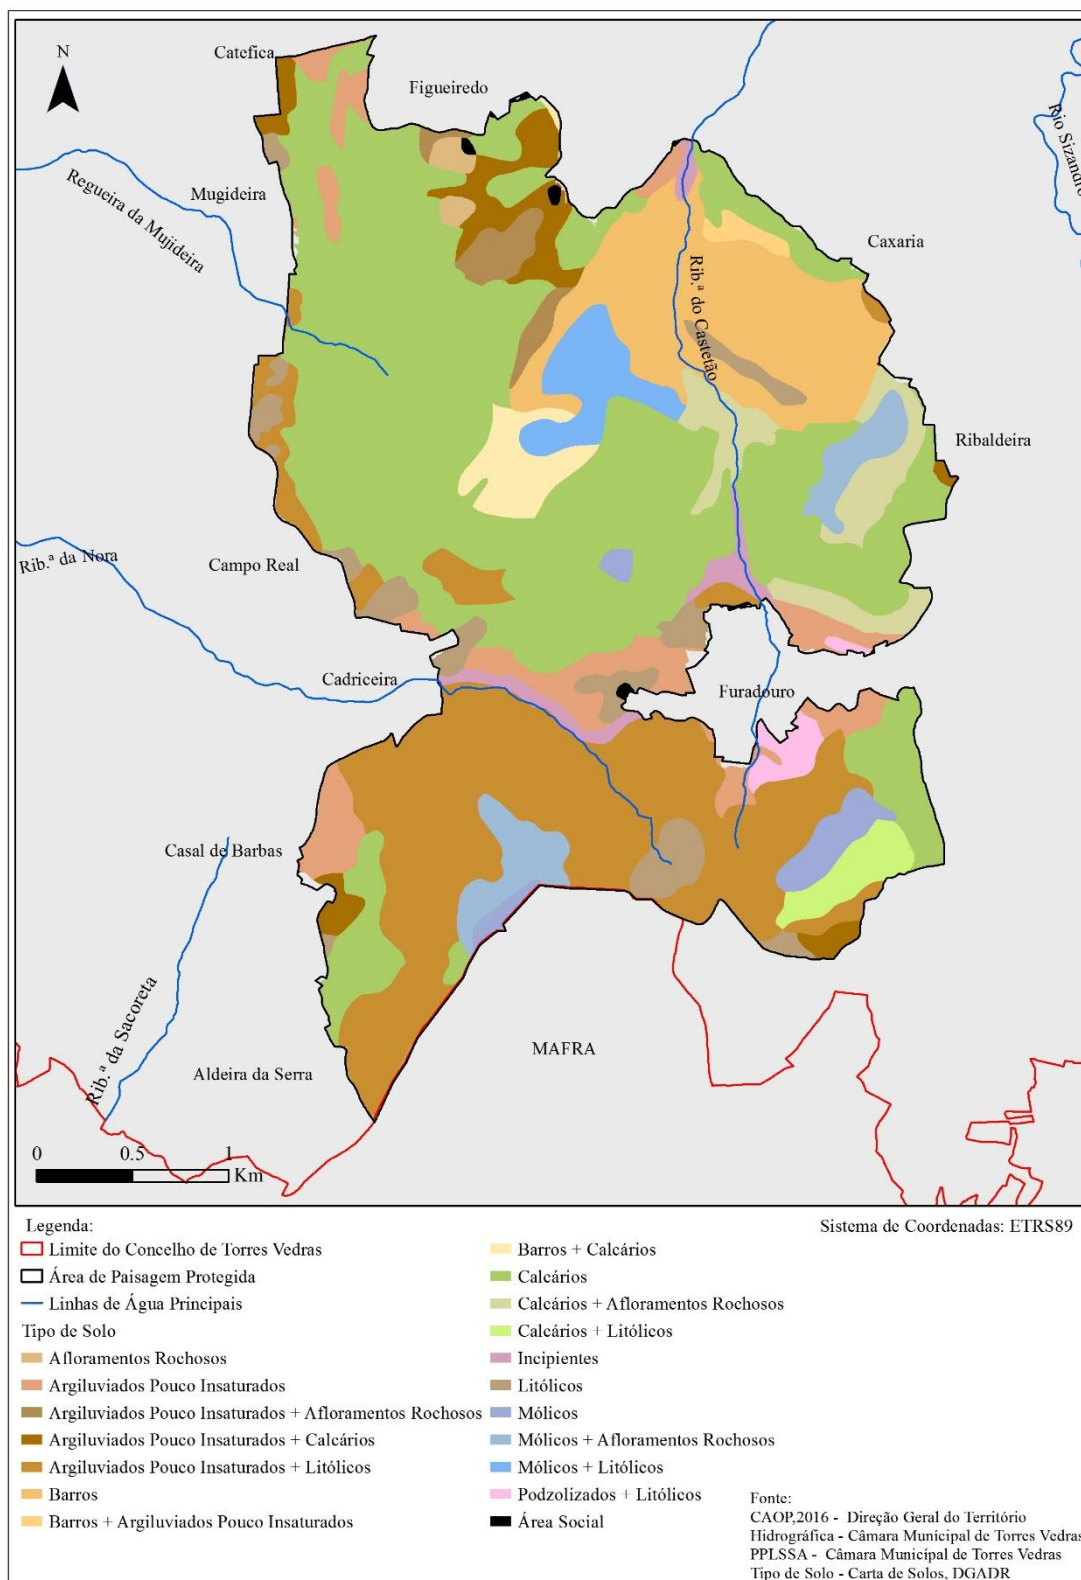 Catefica
N
Figueiredo
Rio Sizandro
Mugideira
Regueira da Mujideira
Caxaria
Rib.ª do Castetão
Ribaldeira
Rib.ª da Nora
Campo Real
Cadriceira
Furadouro
Casal de Barbas
Rib.ª da Sacoreta
MAFRA
Aldeira da Serra
0 0.5 1
Km
Legenda:
Sistema de Coordenadas: ETRS89
Limite do Concelho de Torres Vedras
Área de Paisagem Protegida
Linhas de Água Principais
Tipo de Solo
Afloramentos Rochosos
Argiluviados Pouco Insaturados
Argiluviados Pouco Insaturados + Afloramentos Rochosos
Argiluviados Pouco Insaturados + Calcários
Argiluviados Pouco Insaturados + Litólicos
Barros
Barros + Argiluviados Pouco Insaturados
Barros + Calcários
Calcários
Calcários + Afloramentos Rochosos
Calcários + Litólicos
Incipientes
Litólicos
Mólicos
Mólicos + Afloramentos Rochosos
Mólicos + Litólicos
Podzolizados + Litólicos
Área Social
Fonte:
CAOP,2016 - Direção Geral do Território
Hidrográfica - Câmara Municipal de Torres Vedras
PPLSSA - Câmara Municípal de Torres Vedras
Tipo de Solo - Carta de Solos, DGADR